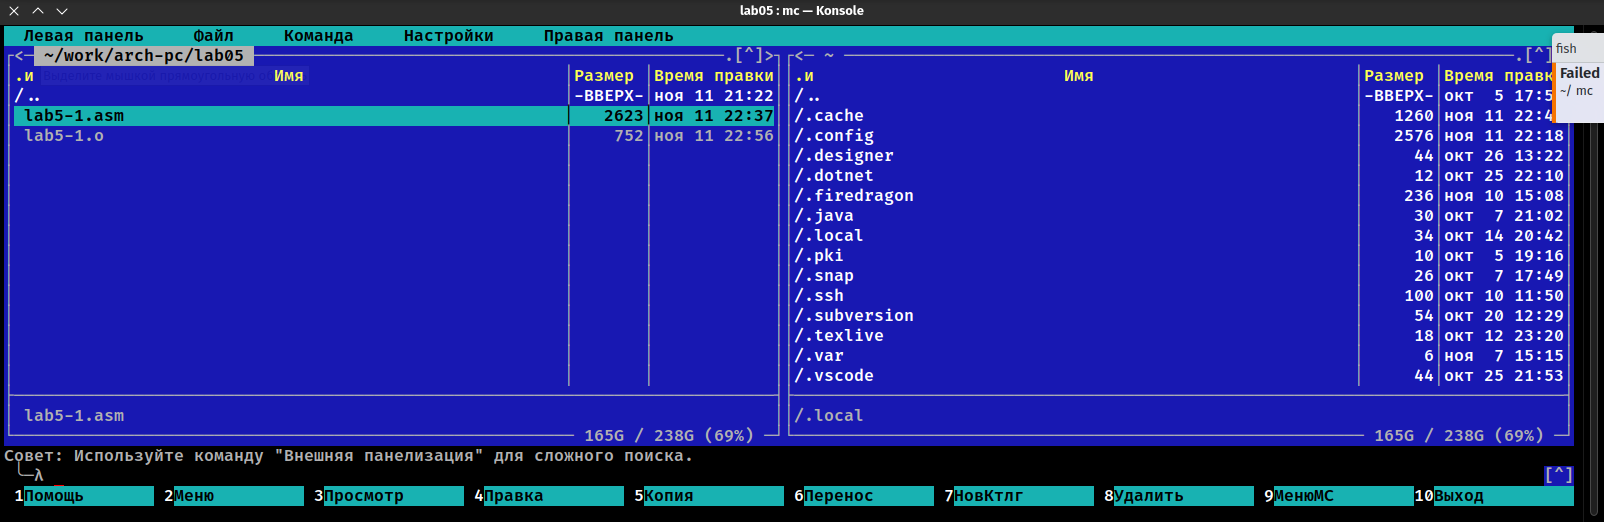 lab05 : mc — Konsole
Левая панель Файл Команда Настройки Правая панель
<─ ~/work/arch-pc/lab05 .[^]> <─ ~ .[^]
fish
.и Имя Размер Время правки .и Имя Размер Время правк
Failed
/.. -ВВЕРХ- ноя 11 21:22 /.. -ВВЕРХ- окт 5 17:5
~/ mc
lab5-1.asm 2623 ноя 11 22:37 /.cache 1260 ноя 11 22:4
lab5-1.o 752 ноя 11 22:56 /.config 2576 ноя 11 22:18
/.designer 44 окт 26 13:22
/.dotnet 12 окт 25 22:10
/.firedragon 236 ноя 10 15:08
/.java 30 окт 7 21:02
/.local 34 окт 14 20:42
/.pki 10 окт 5 19:16
/.snap 26 окт 7 17:49
/.ssh 100 окт 10 11:50
/.subversion 54 окт 20 12:29
/.texlive 18 окт 12 23:20
/.var 6 ноя 7 15:15
/.vscode 44 окт 25 21:53
lab5-1.asm /.local
165G / 238G (69%) 165G / 238G (69%)
Совет: Используйте команду "Внешняя панелизация" для сложного поиска.
╰─λ _ [^]
1Помощь 2Меню 3Просмотр 4Правка 5Копия 6Перенос 7НовКтлг 8Удалить 9МенюМС 10Выход